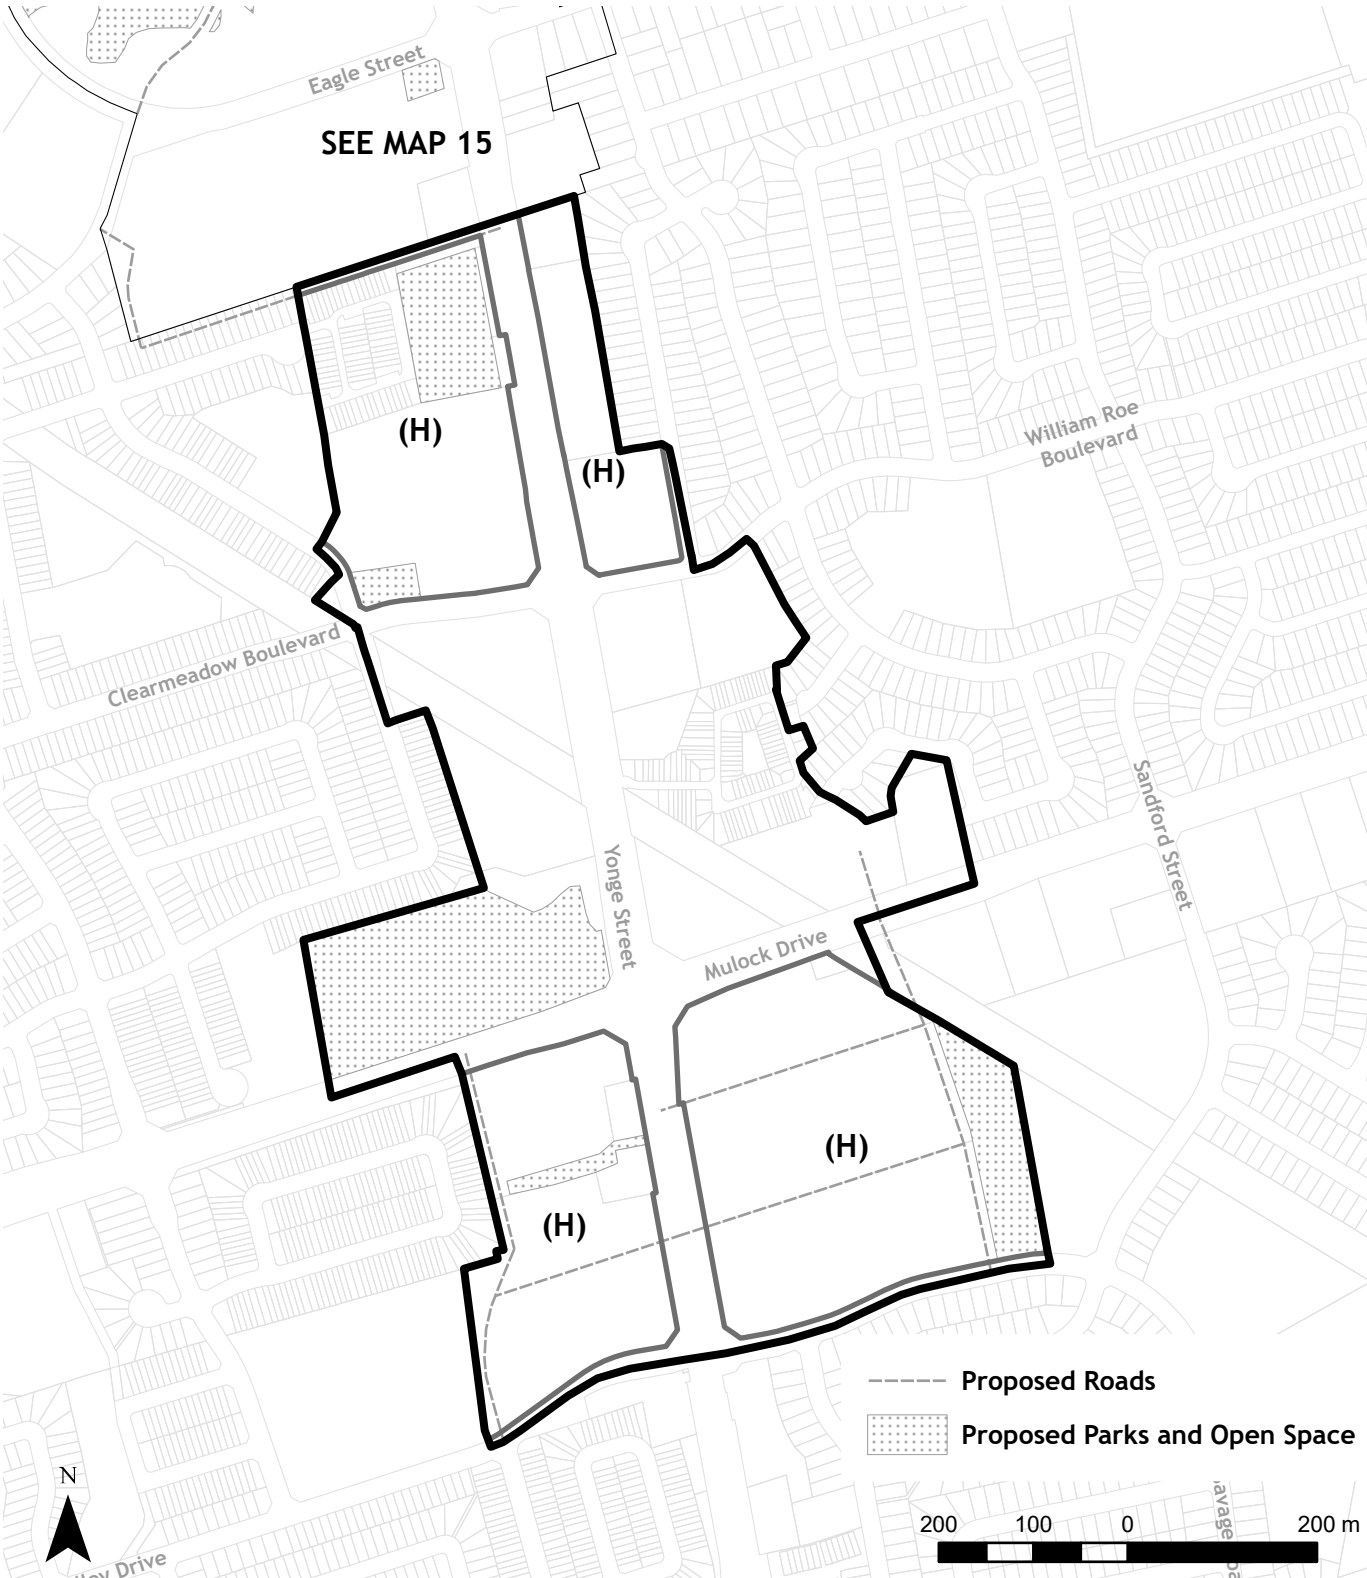 Eagle Street
SEE MAP 15
(H)
William Roe
Boulevard
(H)
Clearmeadow Boulevard
Sandford Street
Yonge Street
Mulock Drive
(H)
(H)
Proposed Roads
Proposed Parks and Open Space
N
200 100 0 200 m
Drive